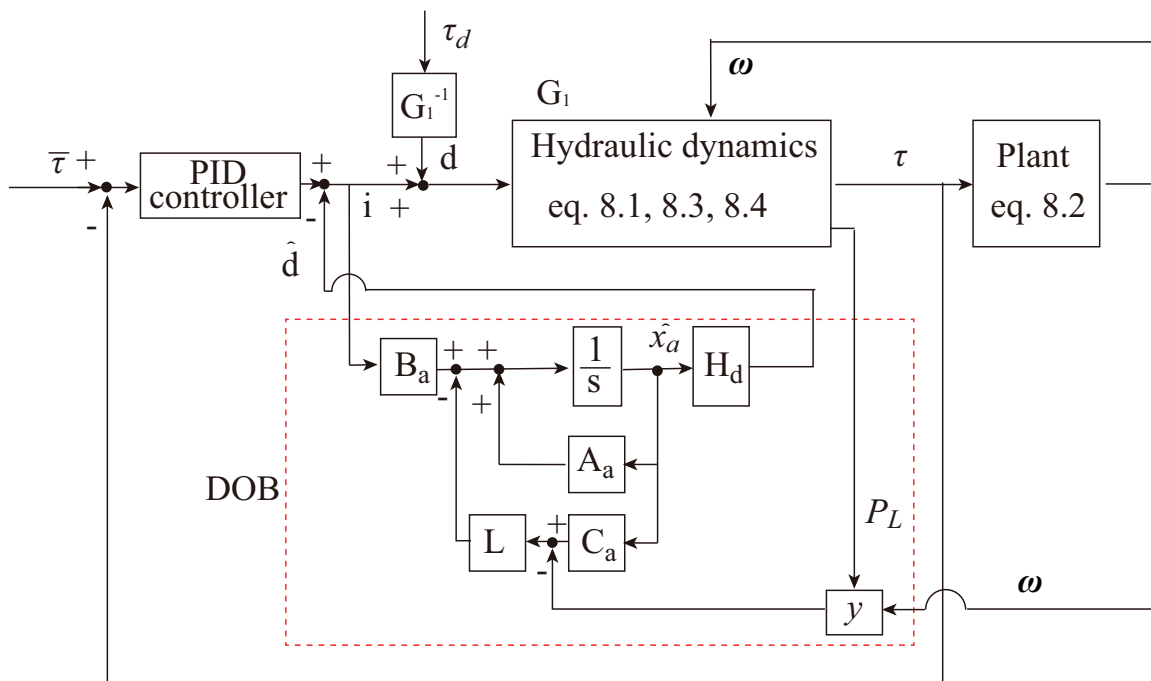 τ_d
ω
G₁⁻¹
G₁
d
τ̅ +
-
PID
controller
+
-
i
+
+
Hydraulic dynamics
eq. 8.1, 8.3, 8.4
τ
Plant
eq. 8.2
d̂
x̂_a
B_a
+
-
+
+
1
s
H_d
A_a
DOB
L
+
-
C_a
P_L
y
ω